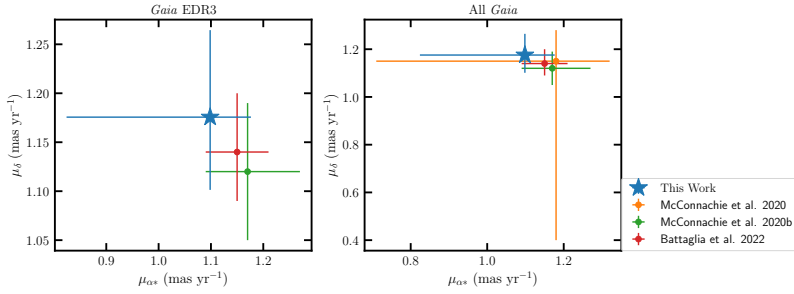 Gaia EDR3
1.25
1.20
1.15
1.10
1.05
μδ (mas yr⁻¹)
0.9
1.0
1.1
1.2
μα∗ (mas yr⁻¹)
All Gaia
1.2
1.0
0.8
0.6
0.4
μδ (mas yr⁻¹)
0.8
1.0
1.2
μα∗ (mas yr⁻¹)
This Work
McConnachie et al. 2020
McConnachie et al. 2020b
Battaglia et al. 2022